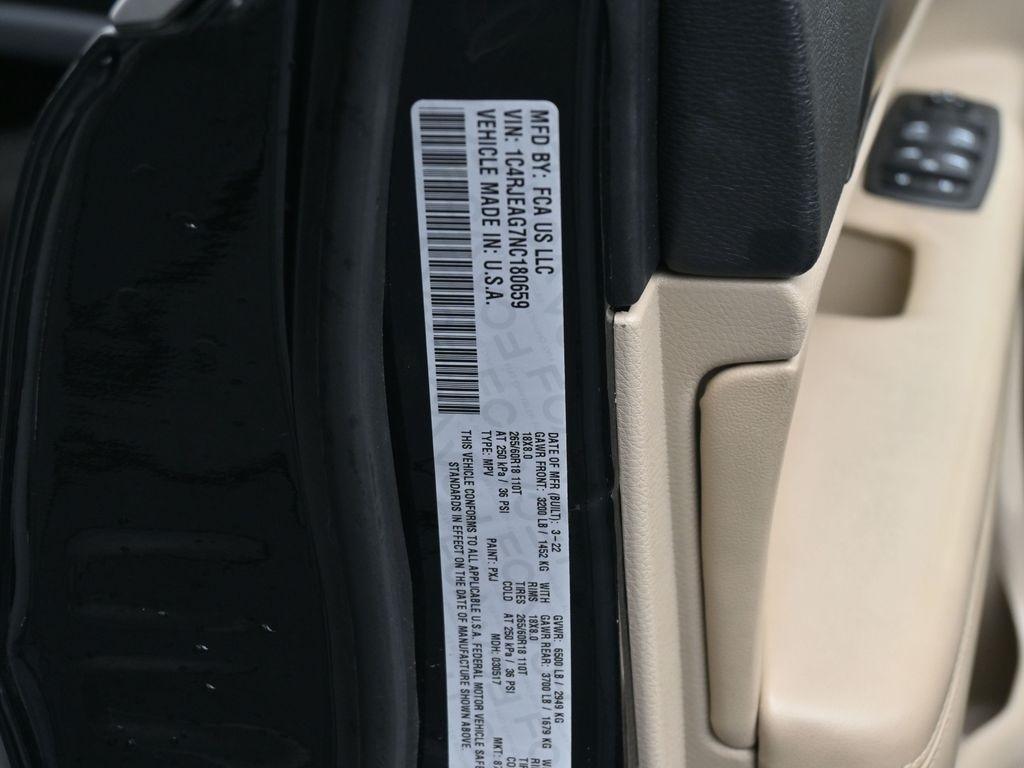 MFD BY: FCA US LLC
VIN: 1C4RJEAG7NC180659
VEHICLE MADE IN: U.S.A.
DATE OF MFR (BUILT): 3-22 GVWR: 6500 LB / 2949 KG
GAWR FRONT: 3200 LB / 1452 KG WITH GAWR REAR: 3700 LB / 1679 KG
18X8.0 RIMS 18X8.0
265/60R18 110T TIRES 265/60R18 110T
AT 250 kPa / 36 PSI COLD AT 250 kPa / 36 PSI
TYPE: MPV PAINT: PXJ MDH: 030517 MKT: 
THIS VEHICLE CONFORMS TO ALL APPLICABLE U.S.A. FEDERAL MOTOR VEHICLE
STANDARDS IN EFFECT ON THE DATE OF MANUFACTURE SHOWN ABOVE.